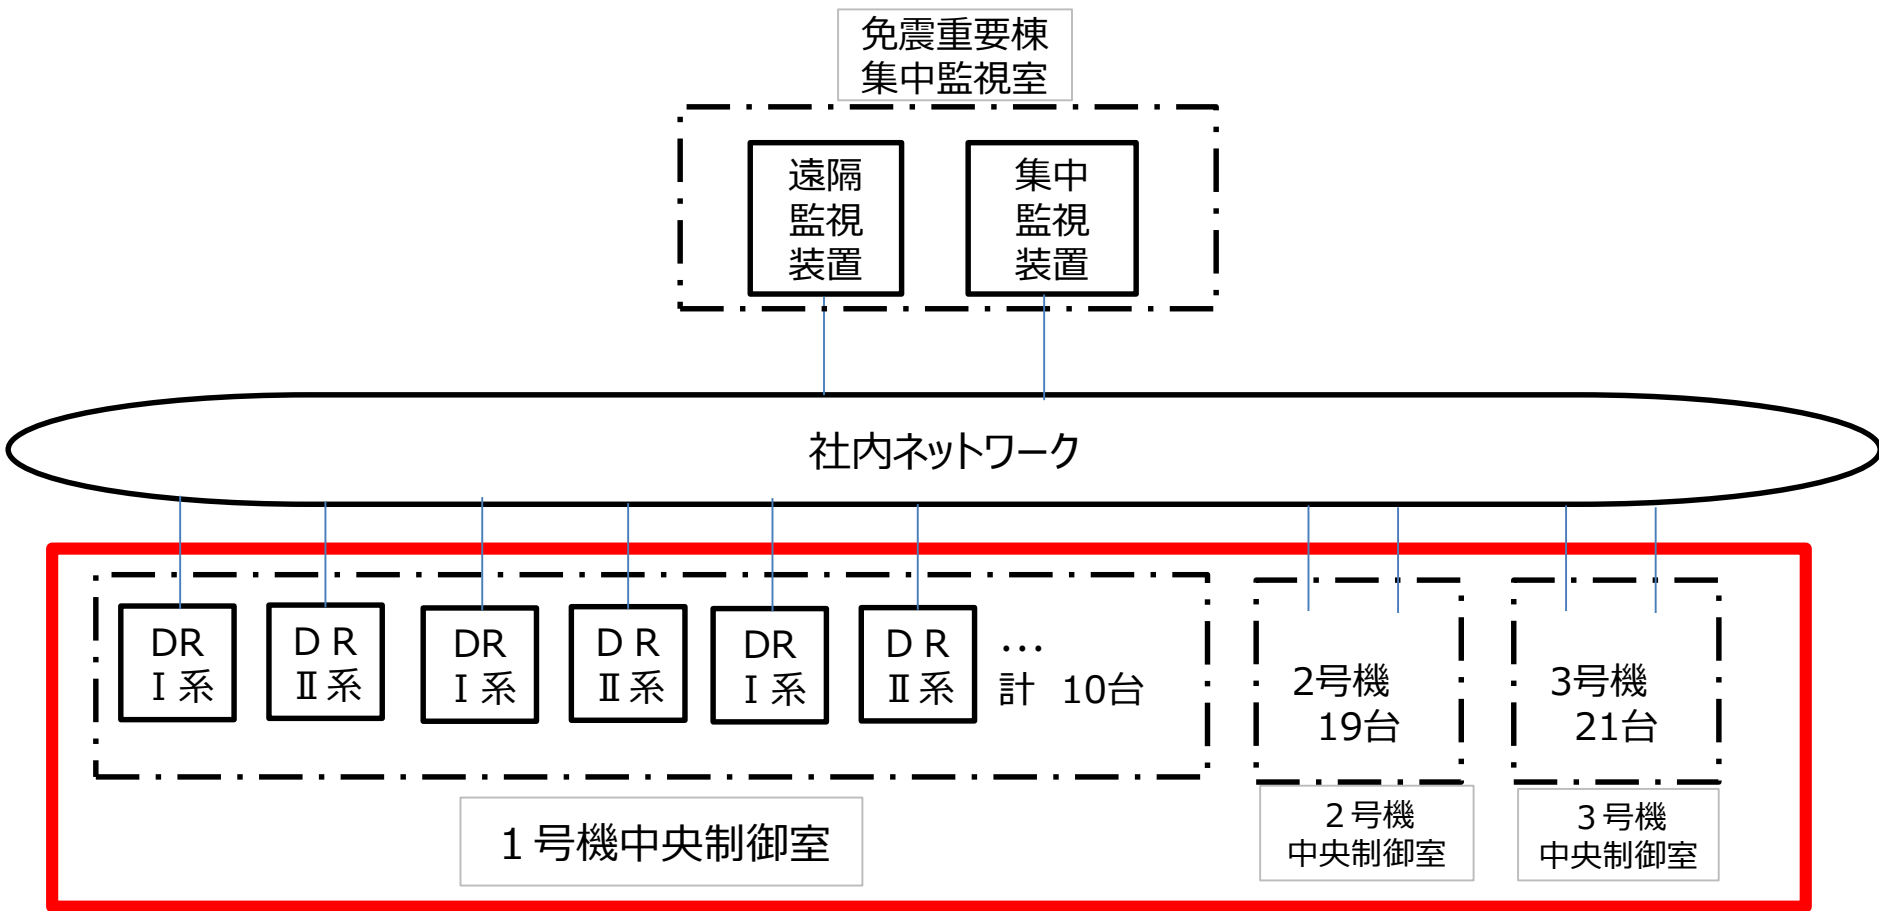 免震重要棟
集中監視室
遠隔
監視
装置
集中
監視
装置
社内ネットワーク
DR
Ⅰ系
ＤＲ
Ⅱ系
DR
Ⅰ系
ＤＲ
Ⅱ系
DR
Ⅰ系
ＤＲ
Ⅱ系
…
計 10台
2号機
19台
3号機
21台
１号機中央制御室
２号機
中央制御室
３号機
中央制御室